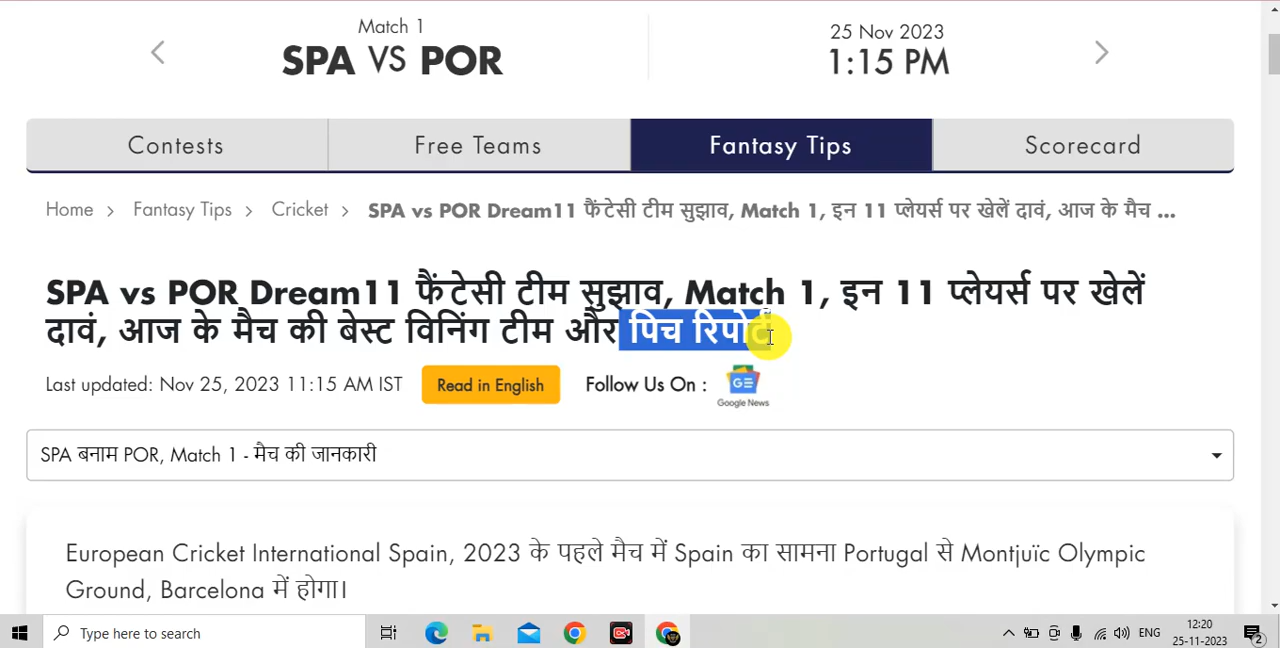 Match 1
SPA VS POR
25 Nov 2023
1:15 PM
Contests
Free Teams
Fantasy Tips
Scorecard
Home > Fantasy Tips > Cricket > SPA vs POR Dream11 फैंटेसी टीम सुझाव, Match 1, इन 11 प्लेयर्स पर खेलें दावं, आज के मैच ...
SPA vs POR Dream11 फैंटेसी टीम सुझाव, Match 1, इन 11 प्लेयर्स पर खेलें
दावं, आज के मैच की बेस्ट विनिंग टीम और पिच रिपोर्ट
Last updated: Nov 25, 2023 11:15 AM IST
Read in English
Follow Us On :
GE
Google News
SPA बनाम POR, Match 1 - मैच की जानकारी
European Cricket International Spain, 2023 के पहले मैच में Spain का सामना Portugal से Montjuïc Olympic
Ground, Barcelona में होगा।
Type here to search
ENG
12:20
25-11-2023
2